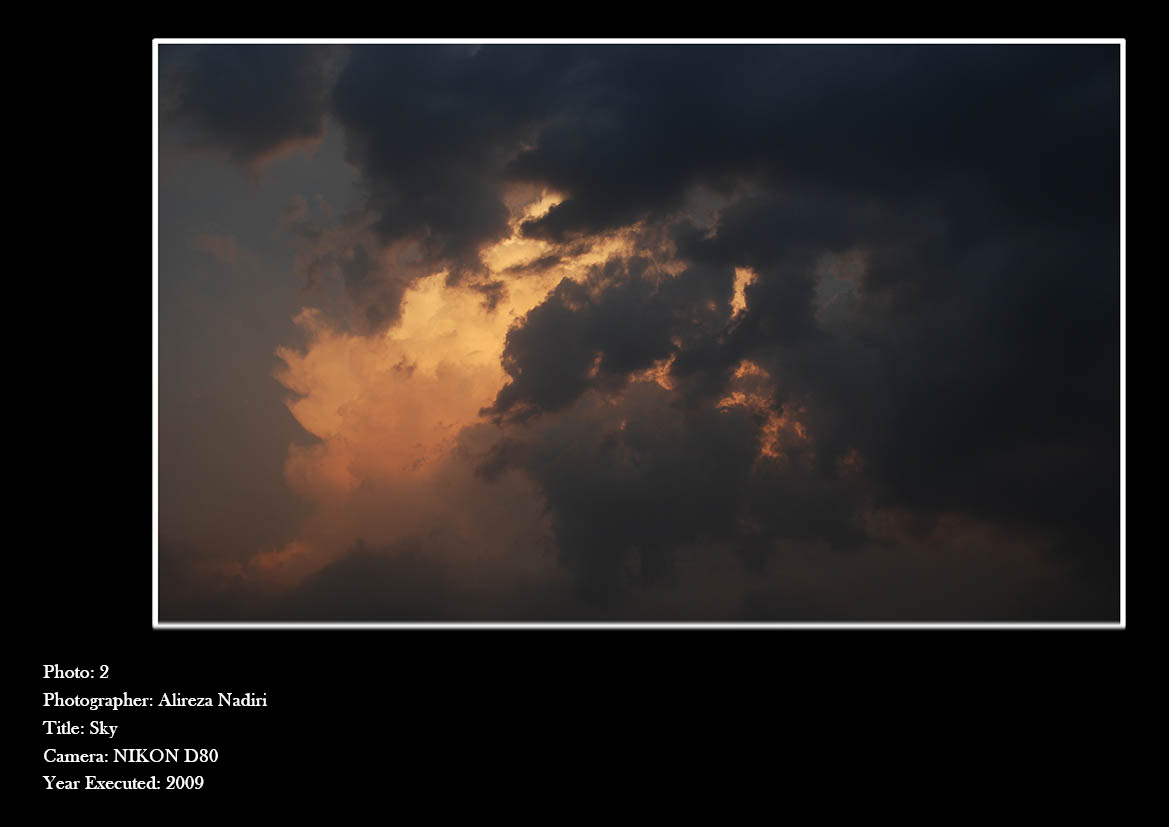 Photo: 2
Photographer: Alireza Nadiri
Title: Sky
Camera: NIKON D80
Year Executed: 2009